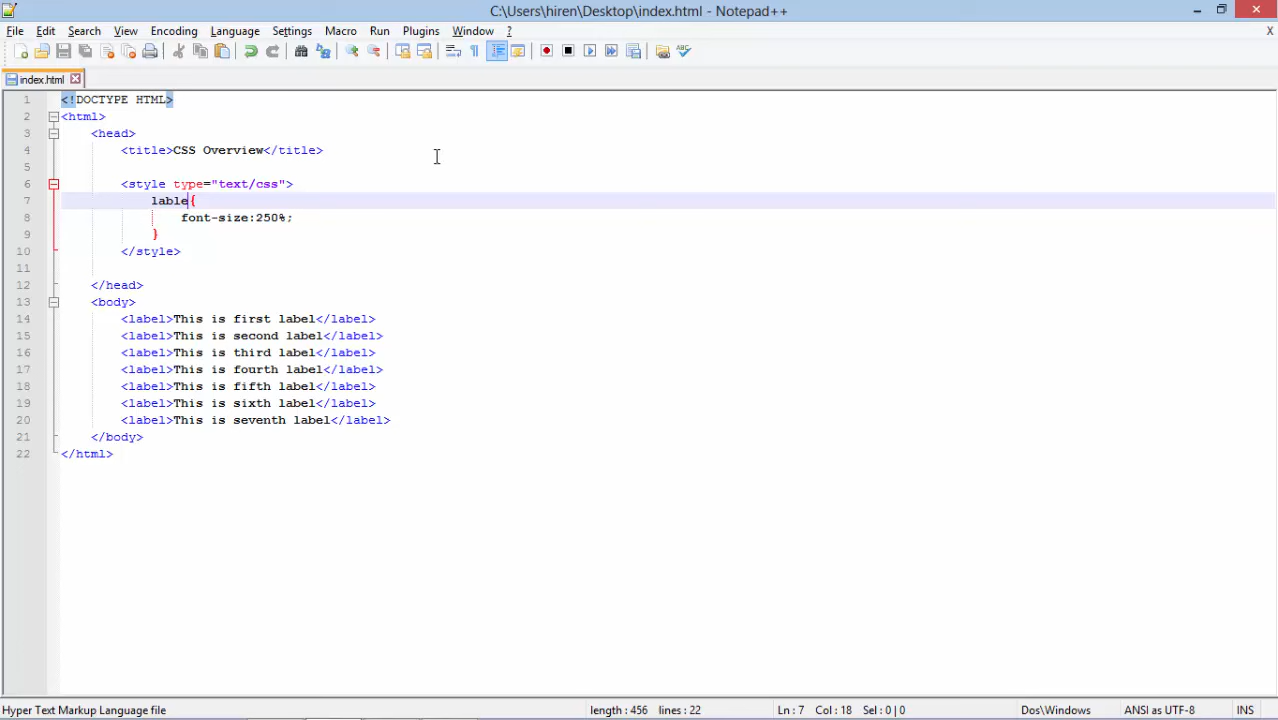 C:\Users\hiren\Desktop\index.html - Notepad++
File Edit Search View Encoding Language Settings Macro Run Plugins Window ? X
index.html
1 <!DOCTYPE HTML>
2 <html>
3 <head>
4 <title>CSS Overview</title>
5
6 <style type="text/css">
7 lable{
8 font-size:250%;
9 }
10 </style>
11
12 </head>
13 <body>
14 <label>This is first label</label>
15 <label>This is second label</label>
16 <label>This is third label</label>
17 <label>This is fourth label</label>
18 <label>This is fifth label</label>
19 <label>This is sixth label</label>
20 <label>This is seventh label</label>
21 </body>
22 </html>
Hyper Text Markup Language file length : 456 lines : 22 Ln : 7 Col : 18 Sel : 0 | 0 Dos\Windows ANSI as UTF-8 INS